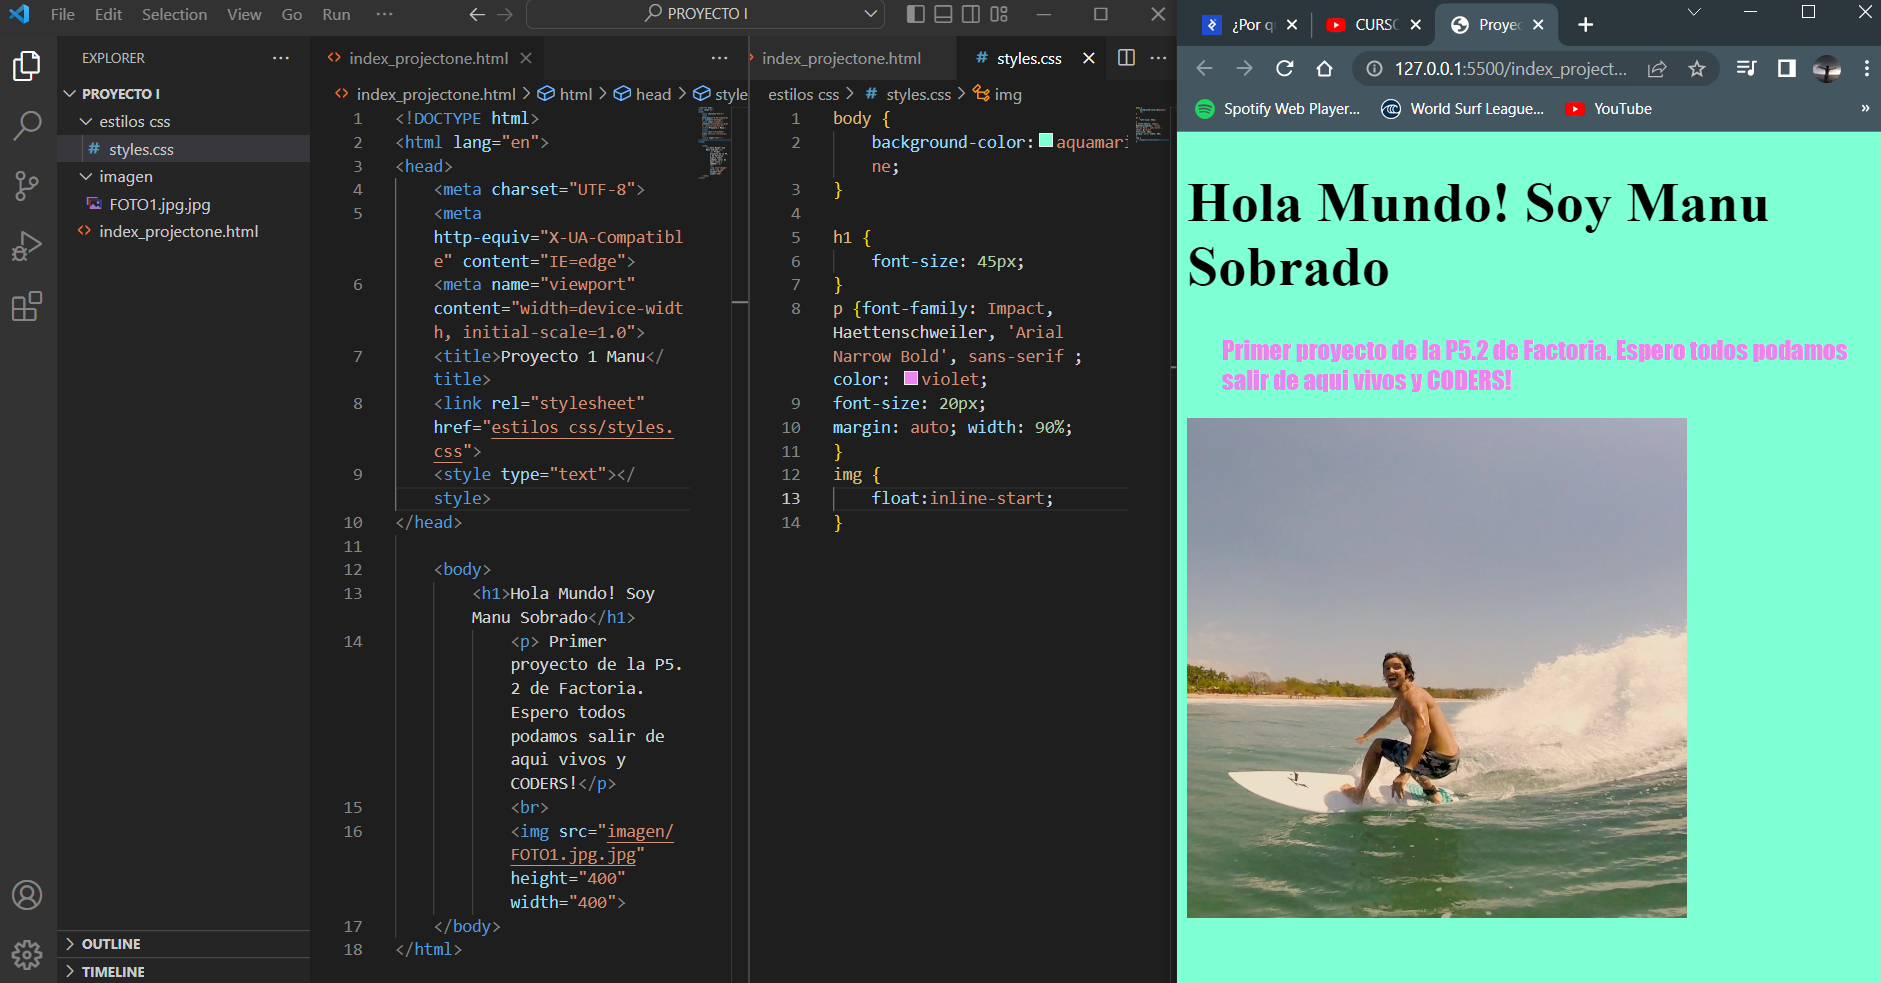 File Edit Selection View Go Run ···
PROYECTO I
EXPLORER
PROYECTO I
estilos css
# styles.css
imagen
FOTO1.jpg.jpg
<> index_projectone.html
OUTLINE
TIMELINE
<> index_projectone.html
<> index_projectone.html > html > head > style
1 <!DOCTYPE html>
2 <html lang="en">
3 <head>
4 <meta charset="UTF-8">
5 <meta
http-equiv="X-UA-Compatibl
e" content="IE=edge">
6 <meta name="viewport"
content="width=device-widt
h, initial-scale=1.0">
7 <title>Proyecto 1 Manu</
title>
8 <link rel="stylesheet"
href="estilos css/styles.
css">
9 <style type="text"></
style>
10 </head>
11
12 <body>
13 <h1>Hola Mundo! Soy
Manu Sobrado</h1>
14 <p> Primer
proyecto de la P5.
2 de Factoria.
Espero todos
podamos salir de
aqui vivos y
CODERS!</p>
15 <br>
16 <img src="imagen/
FOTO1.jpg.jpg"
height="400"
width="400">
17 </body>
18 </html>
index_projectone.html
# styles.css
estilos css > # styles.css > img
1 body {
2 background-color: aquamari
ne;
3 }
4
5 h1 {
6 font-size: 45px;
7 }
8 p {font-family: Impact,
Haettenschweiler, 'Arial
Narrow Bold', sans-serif ;
color: violet;
9 font-size: 20px;
10 margin: auto; width: 90%;
11 }
12 img {
13 float:inline-start;
14 }
¿Por q
CURSO
Proyec
127.0.0.1:5500/index_project...
Spotify Web Player...
World Surf League...
YouTube
»
Hola Mundo! Soy Manu
Sobrado
Primer proyecto de la P5.2 de Factoria. Espero todos podamos
salir de aqui vivos y CODERS!